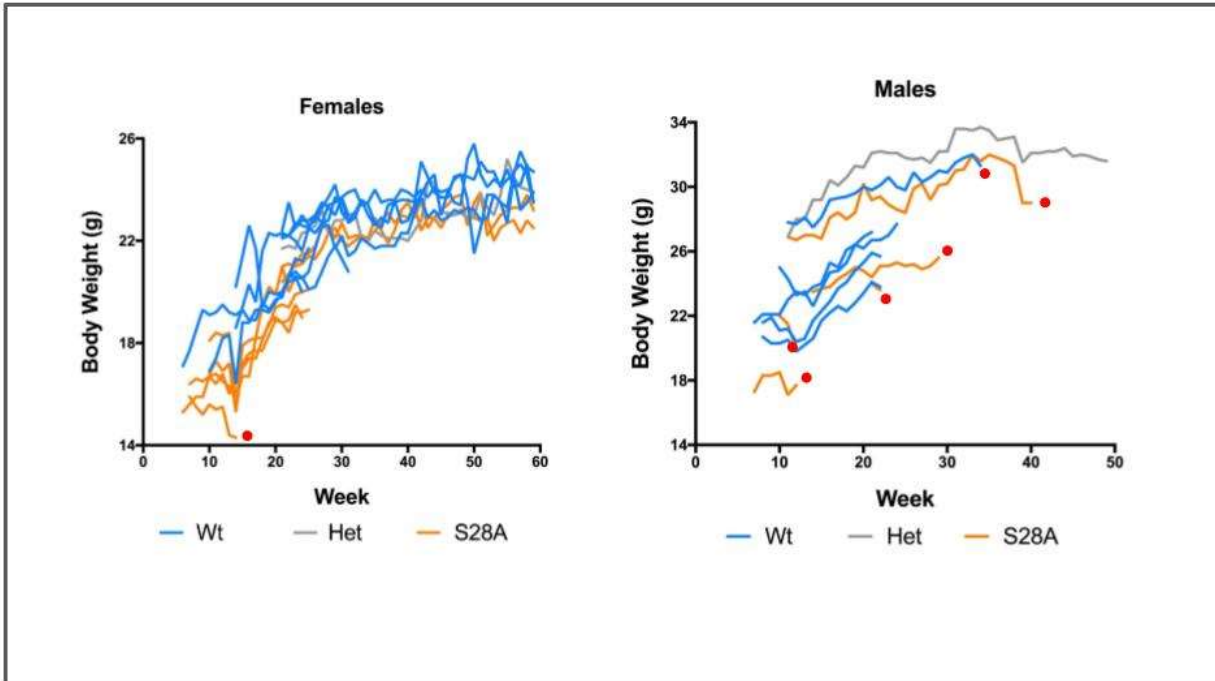 Females
26
22
18
14
Body Weight (g)
0 10 20 30 40 50 60
Week
Wt Het S28A
Males
34
30
26
22
18
14
Body Weight (g)
0 10 20 30 40 50
Week
Wt Het S28A